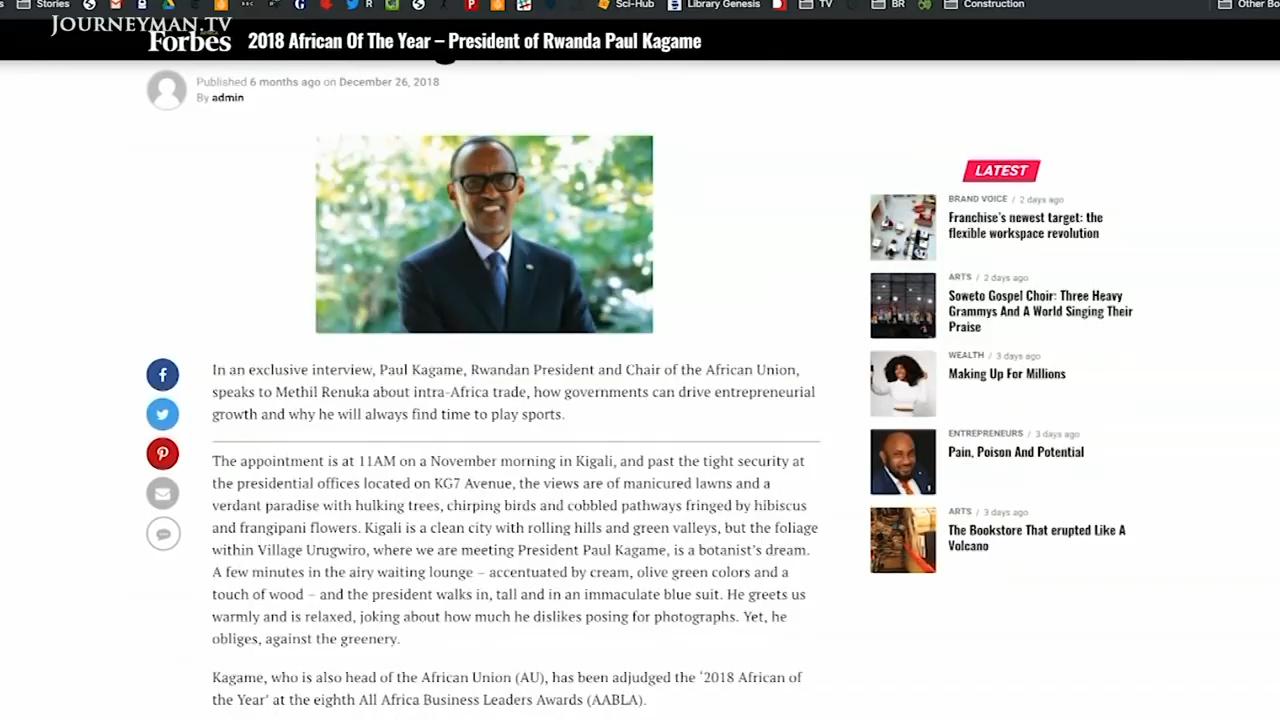 Stories
Sci-Hub
Library Genesis
TV
BR
Construction
Other Bo
JOURNEYMAN.TV
Forbes
2018 African Of The Year – President of Rwanda Paul Kagame
Published 6 months ago on December 26, 2018
By admin
In an exclusive interview, Paul Kagame, Rwandan President and Chair of the African Union,
speaks to Methil Renuka about intra-Africa trade, how governments can drive entrepreneurial
growth and why he will always find time to play sports.
The appointment is at 11AM on a November morning in Kigali, and past the tight security at
the presidential offices located on KG7 Avenue, the views are of manicured lawns and a
verdant paradise with hulking trees, chirping birds and cobbled pathways fringed by hibiscus
and frangipani flowers. Kigali is a clean city with rolling hills and green valleys, but the foliage
within Village Urugwiro, where we are meeting President Paul Kagame, is a botanist’s dream.
A few minutes in the airy waiting lounge – accentuated by cream, olive green colors and a
touch of wood – and the president walks in, tall and in an immaculate blue suit. He greets us
warmly and is relaxed, joking about how much he dislikes posing for photographs. Yet, he
obliges, against the greenery.
Kagame, who is also head of the African Union (AU), has been adjudged the ‘2018 African of
the Year’ at the eighth All Africa Business Leaders Awards (AABLA).
LATEST
BRAND VOICE / 2 days ago
Franchise’s newest target: the
flexible workspace revolution
ARTS / 2 days ago
Soweto Gospel Choir: Three Heavy
Grammys And A World Singing Their
Praise
WEALTH / 3 days ago
Making Up For Millions
ENTREPRENEURS / 3 days ago
Pain, Poison And Potential
ARTS / 3 days ago
The Bookstore That erupted Like A
Volcano